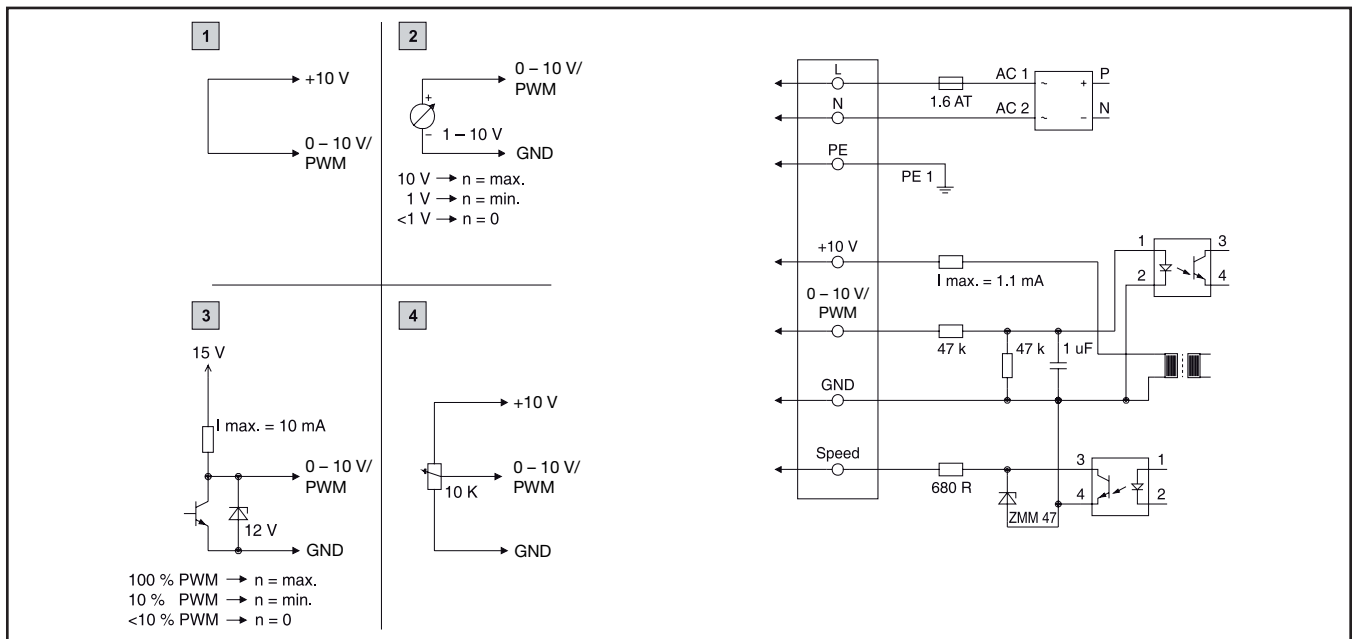 1
+10 V
0 – 10 V/
PWM
2
0 – 10 V/
PWM
+
–
1 – 10 V
GND
10 V → n = max.
1 V → n = min.
<1 V → n = 0
3
15 V
I max. = 10 mA
0 – 10 V/
PWM
12 V
GND
100 % PWM → n = max.
10 % PWM → n = min.
<10 % PWM → n = 0
4
+10 V
0 – 10 V/
PWM
10 K
GND
L
1.6 AT
AC 1
~ +
P
N
AC 2
~ –
N
PE
PE 1
+10 V
I max. = 1.1 mA
1
2
3
4
0 – 10 V/
PWM
47 k
47 k
1 uF
GND
Speed
680 R
ZMM 47
3
4
1
2